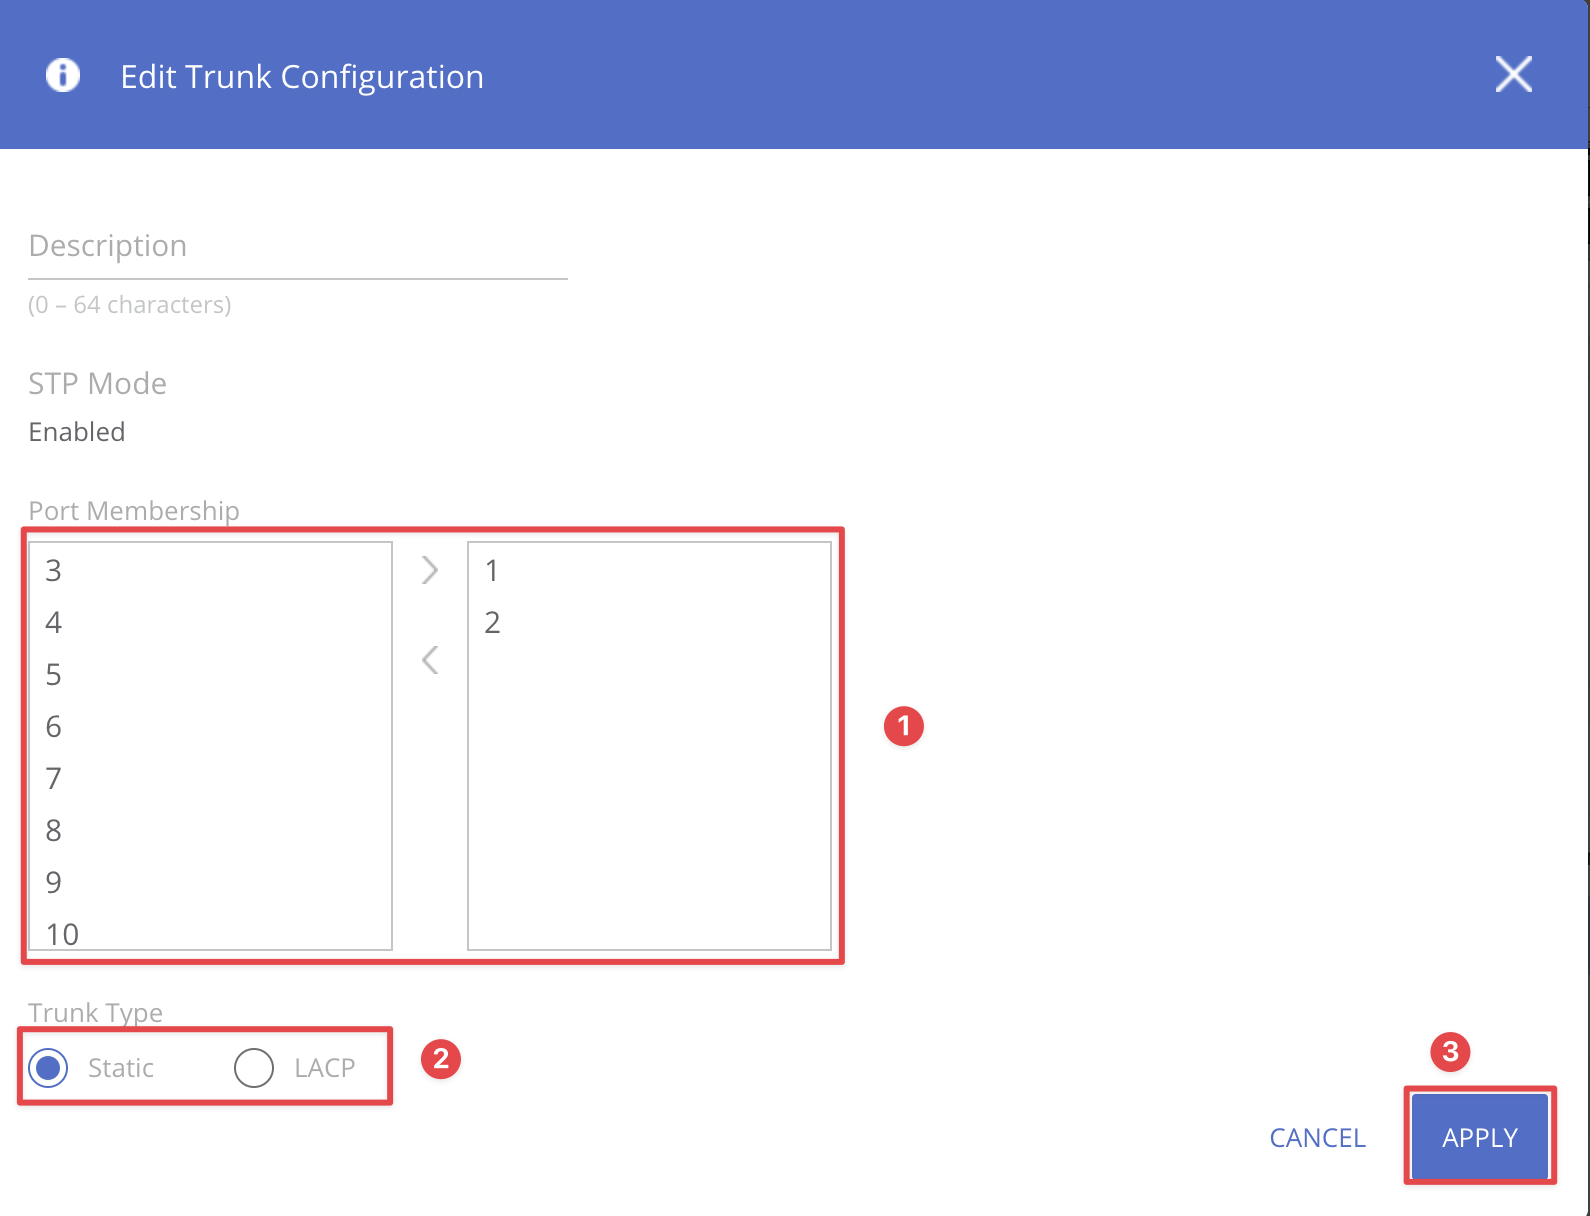 Edit Trunk Configuration
Description
(0 – 64 characters)
STP Mode
Enabled
Port Membership
3
4
5
6
7
8
9
10
1
2
1
Trunk Type
Static LACP
2
3
CANCEL APPLY